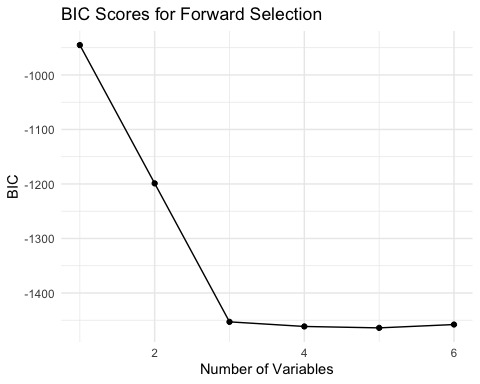 BIC Scores for Forward Selection
-1000
-1100
-1200
-1300
-1400
BIC
2
4
6
Number of Variables